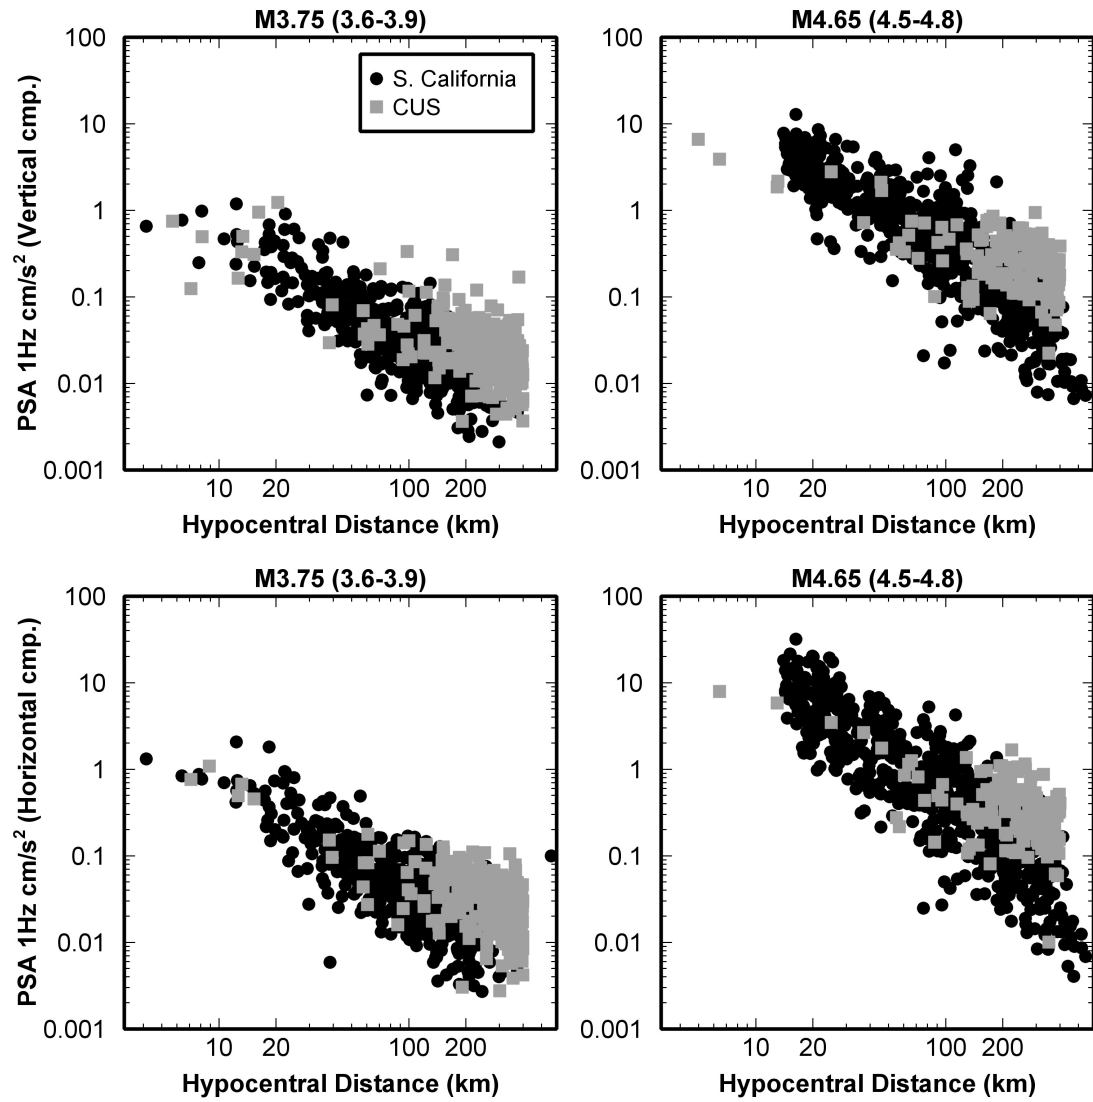 M3.75 (3.6-3.9)
M4.65 (4.5-4.8)
PSA 1Hz cm/s² (Vertical cmp.)
100
10
1
0.1
0.01
0.001
S. California
CUS
10 20 100 200
Hypocentral Distance (km)
100
10
1
0.1
0.01
0.001
10 20 100 200
Hypocentral Distance (km)
M3.75 (3.6-3.9)
M4.65 (4.5-4.8)
PSA 1Hz cm/s² (Horizontal cmp.)
100
10
1
0.1
0.01
0.001
10 20 100 200
Hypocentral Distance (km)
100
10
1
0.1
0.01
0.001
10 20 100 200
Hypocentral Distance (km)